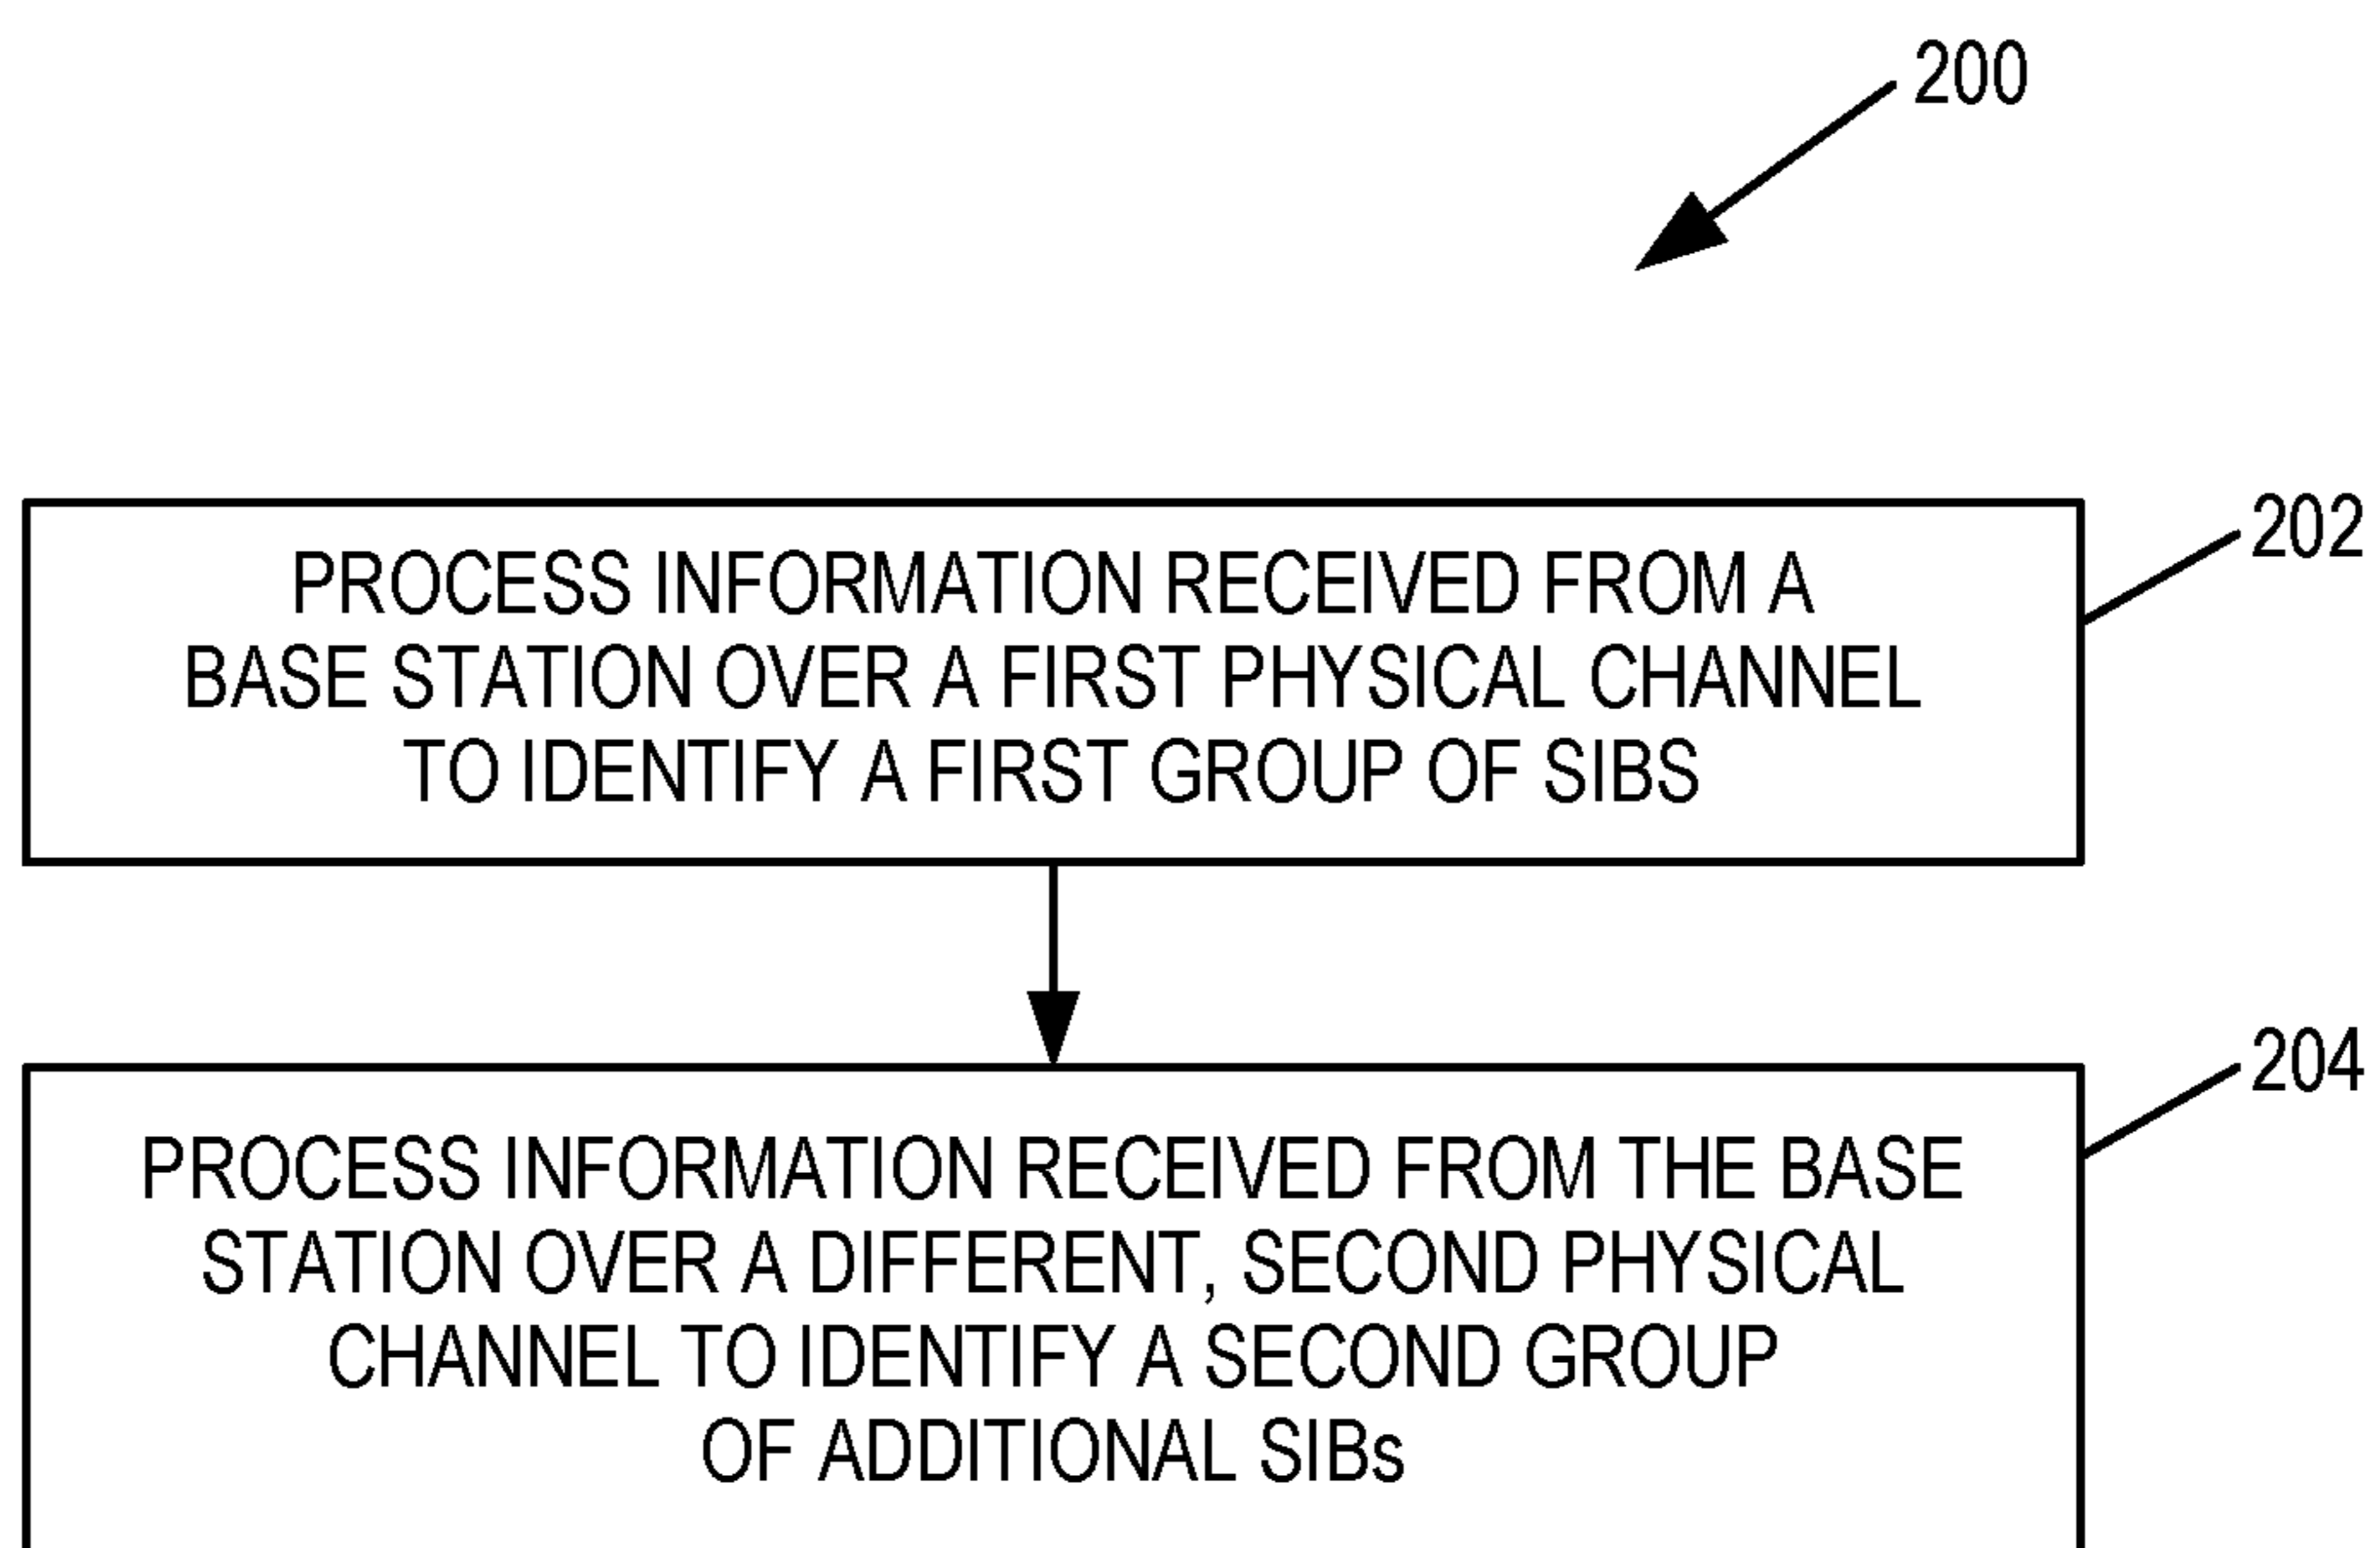 200
202
PROCESS INFORMATION RECEIVED FROM A
BASE STATION OVER A FIRST PHYSICAL CHANNEL
TO IDENTIFY A FIRST GROUP OF SIBS
204
PROCESS INFORMATION RECEIVED FROM THE BASE
STATION OVER A DIFFERENT, SECOND PHYSICAL
CHANNEL TO IDENTIFY A SECOND GROUP
OF ADDITIONAL SIBs